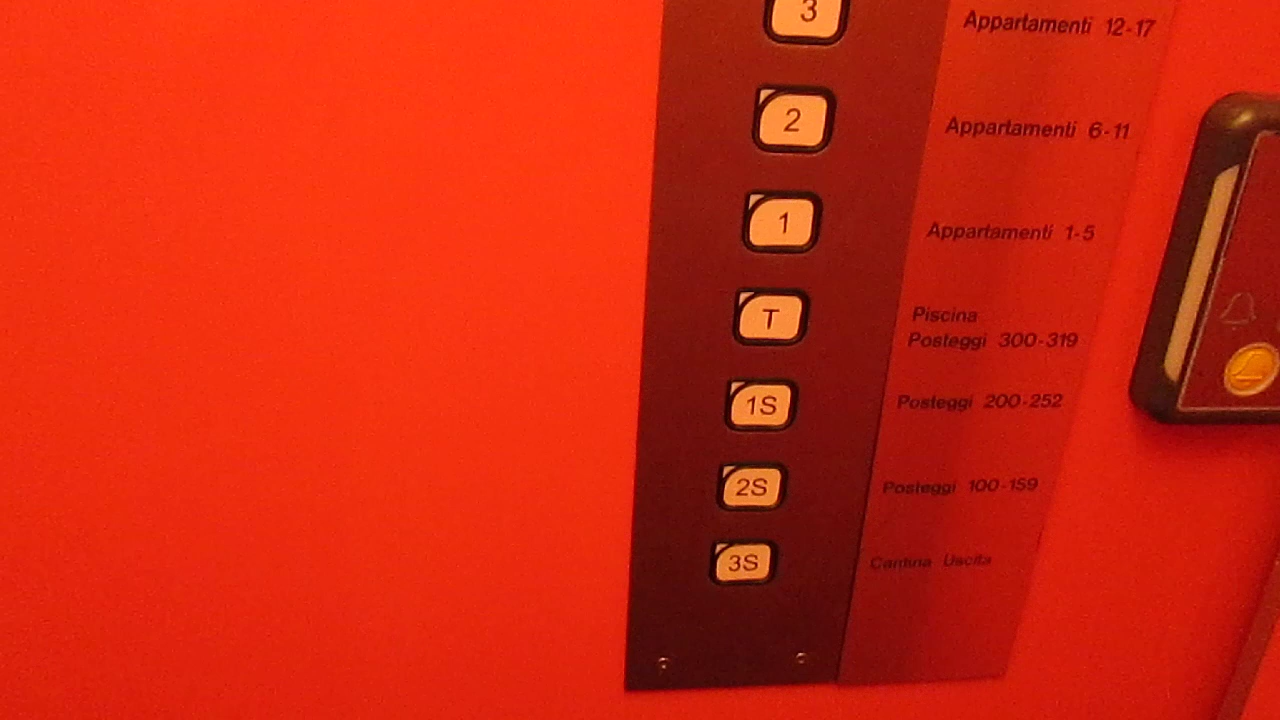 3 Appartamenti 12-17
2 Appartamenti 6-11
1 Appartamenti 1-5
T Piscina
Posteggi 300-319
1S Posteggi 200-252
2S Posteggi 100-159
3S Cantina Uscita